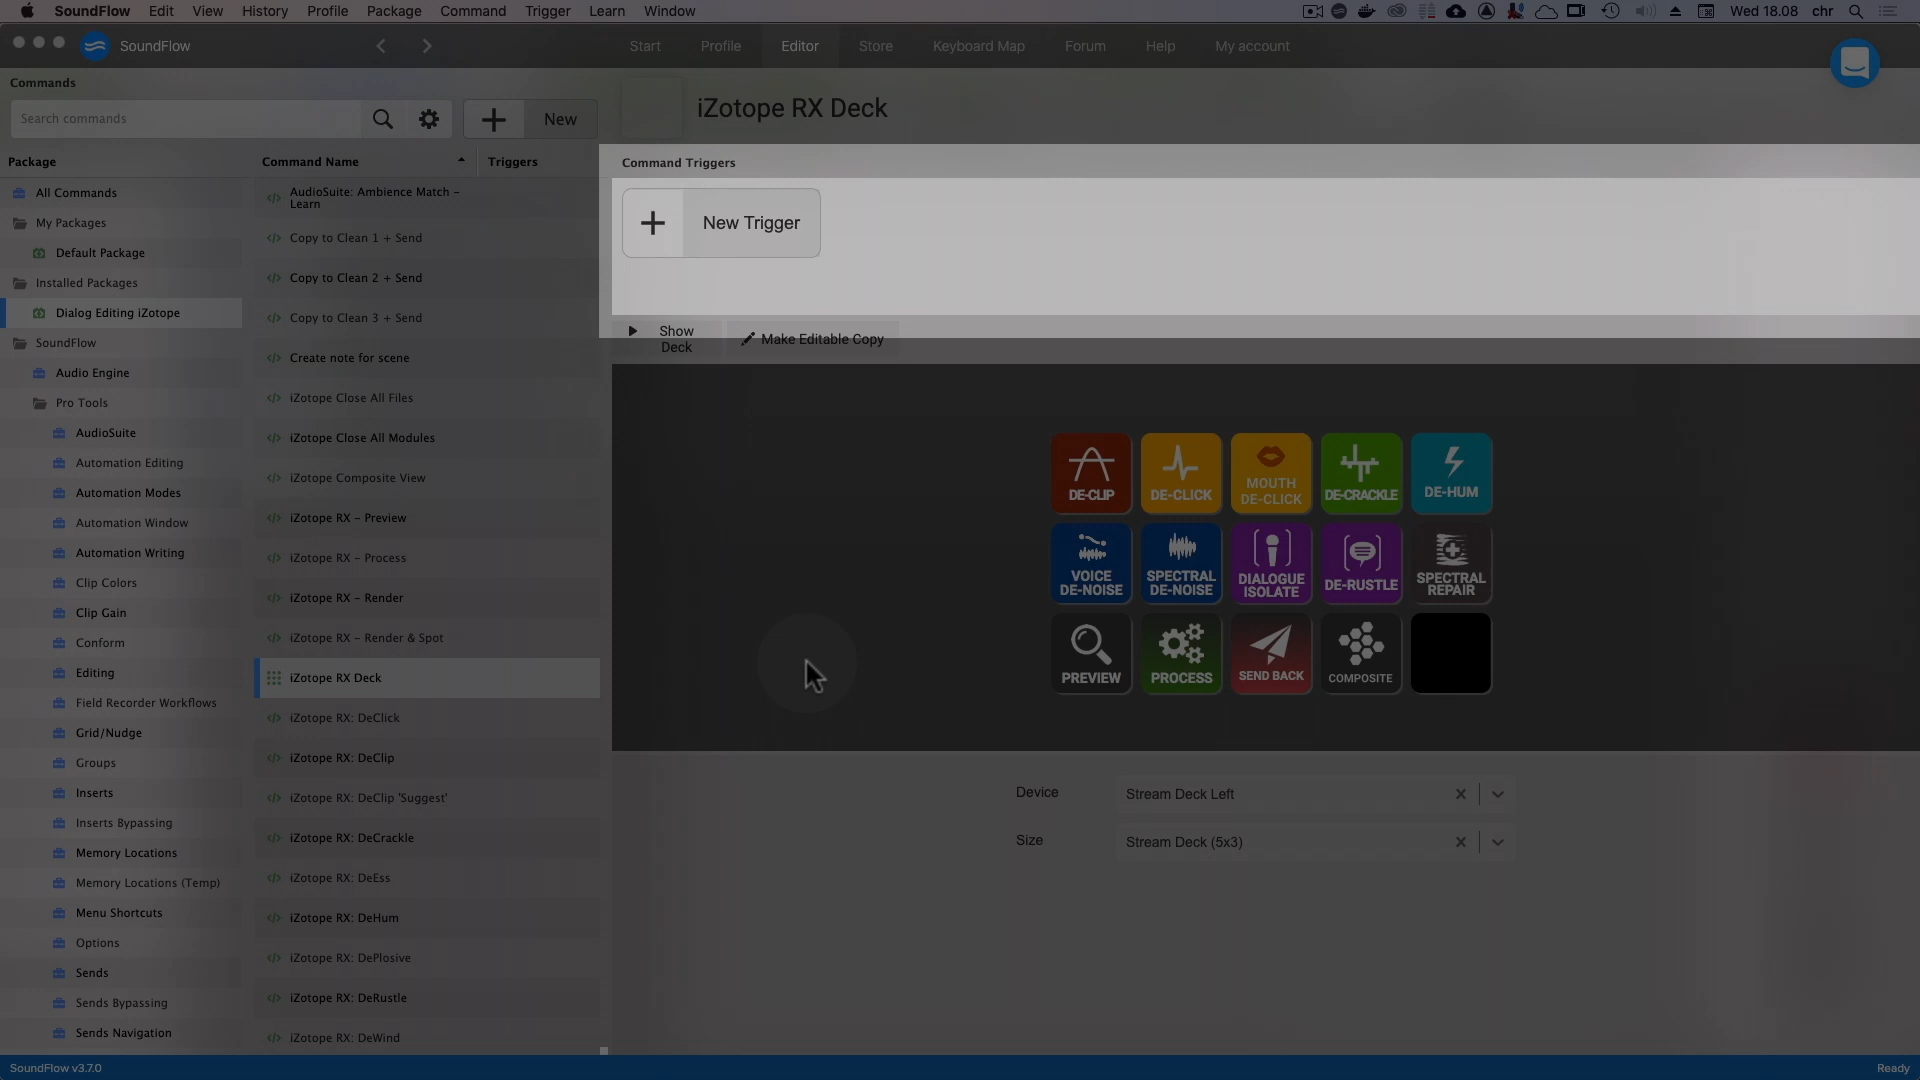 SoundFlow Edit View History Profile Package Command Trigger Learn Window
Wed 18.08 chr
SoundFlow
Start Profile Editor Store Keyboard Map Forum Help My account
Commands
Search commands
New
Package
Command Name
Triggers
All Commands
My Packages
Default Package
Installed Packages
Dialog Editing iZotope
SoundFlow
Audio Engine
Pro Tools
AudioSuite
Automation Editing
Automation Modes
Automation Window
Automation Writing
Clip Colors
Clip Gain
Conform
Editing
Field Recorder Workflows
Grid/Nudge
Groups
Inserts
Inserts Bypassing
Memory Locations
Memory Locations (Temp)
Menu Shortcuts
Options
Sends
Sends Bypassing
Sends Navigation
AudioSuite: Ambience Match –
Learn
Copy to Clean 1 + Send
Copy to Clean 2 + Send
Copy to Clean 3 + Send
Create note for scene
iZotope Close All Files
iZotope Close All Modules
iZotope Composite View
iZotope RX – Preview
iZotope RX – Process
iZotope RX – Render
iZotope RX – Render & Spot
iZotope RX Deck
iZotope RX: DeClick
iZotope RX: DeClip
iZotope RX: DeClip 'Suggest'
iZotope RX: DeCrackle
iZotope RX: DeEss
iZotope RX: DeHum
iZotope RX: DePlosive
iZotope RX: DeRustle
iZotope RX: DeWind
iZotope RX Deck
Command Triggers
New Trigger
Show
Deck
Make Editable Copy
DE-CLIP
DE-CLICK
MOUTH
DE-CLICK
DE-CRACKLE
DE-HUM
VOICE
DE-NOISE
SPECTRAL
DE-NOISE
DIALOGUE
ISOLATE
DE-RUSTLE
SPECTRAL
REPAIR
PREVIEW
PROCESS
SEND BACK
COMPOSITE
Device
Stream Deck Left
Size
Stream Deck (5x3)
SoundFlow v3.7.0
Ready